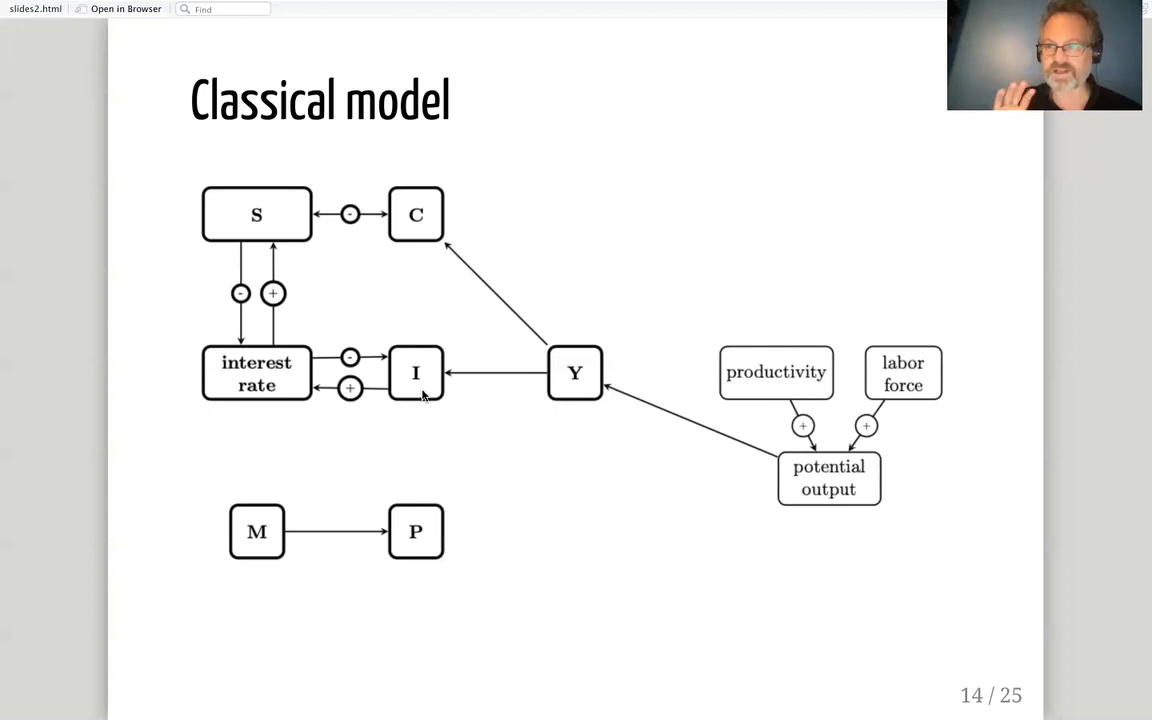 slides2.html Open in Browser Find
Classical model
S - C
- +
interest
rate
-
+
I
Y
productivity
labor
force
+ +
potential
output
M P
14 / 25